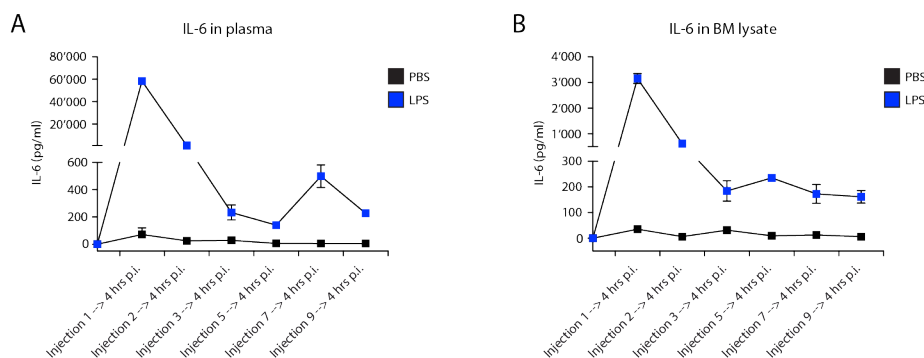 A
IL-6 in plasma
80’000
60’000
40’000
20’000
600
400
200
0
IL-6 (pg/ml)
PBS
LPS
Injection 1 --> 4 hrs p.i.
Injection 2 --> 4 hrs p.i.
Injection 3 --> 4 hrs p.i.
Injection 5 --> 4 hrs p.i.
Injection 7 --> 4 hrs p.i.
Injection 9 --> 4 hrs p.i.
B
IL-6 in BM lysate
4’000
3’000
2’000
1’000
300
200
100
0
IL-6 (pg/ml)
PBS
LPS
Injection 1 --> 4 hrs p.i.
Injection 2 --> 4 hrs p.i.
Injection 3 --> 4 hrs p.i.
Injection 5 --> 4 hrs p.i.
Injection 7 --> 4 hrs p.i.
Injection 9 --> 4 hrs p.i.